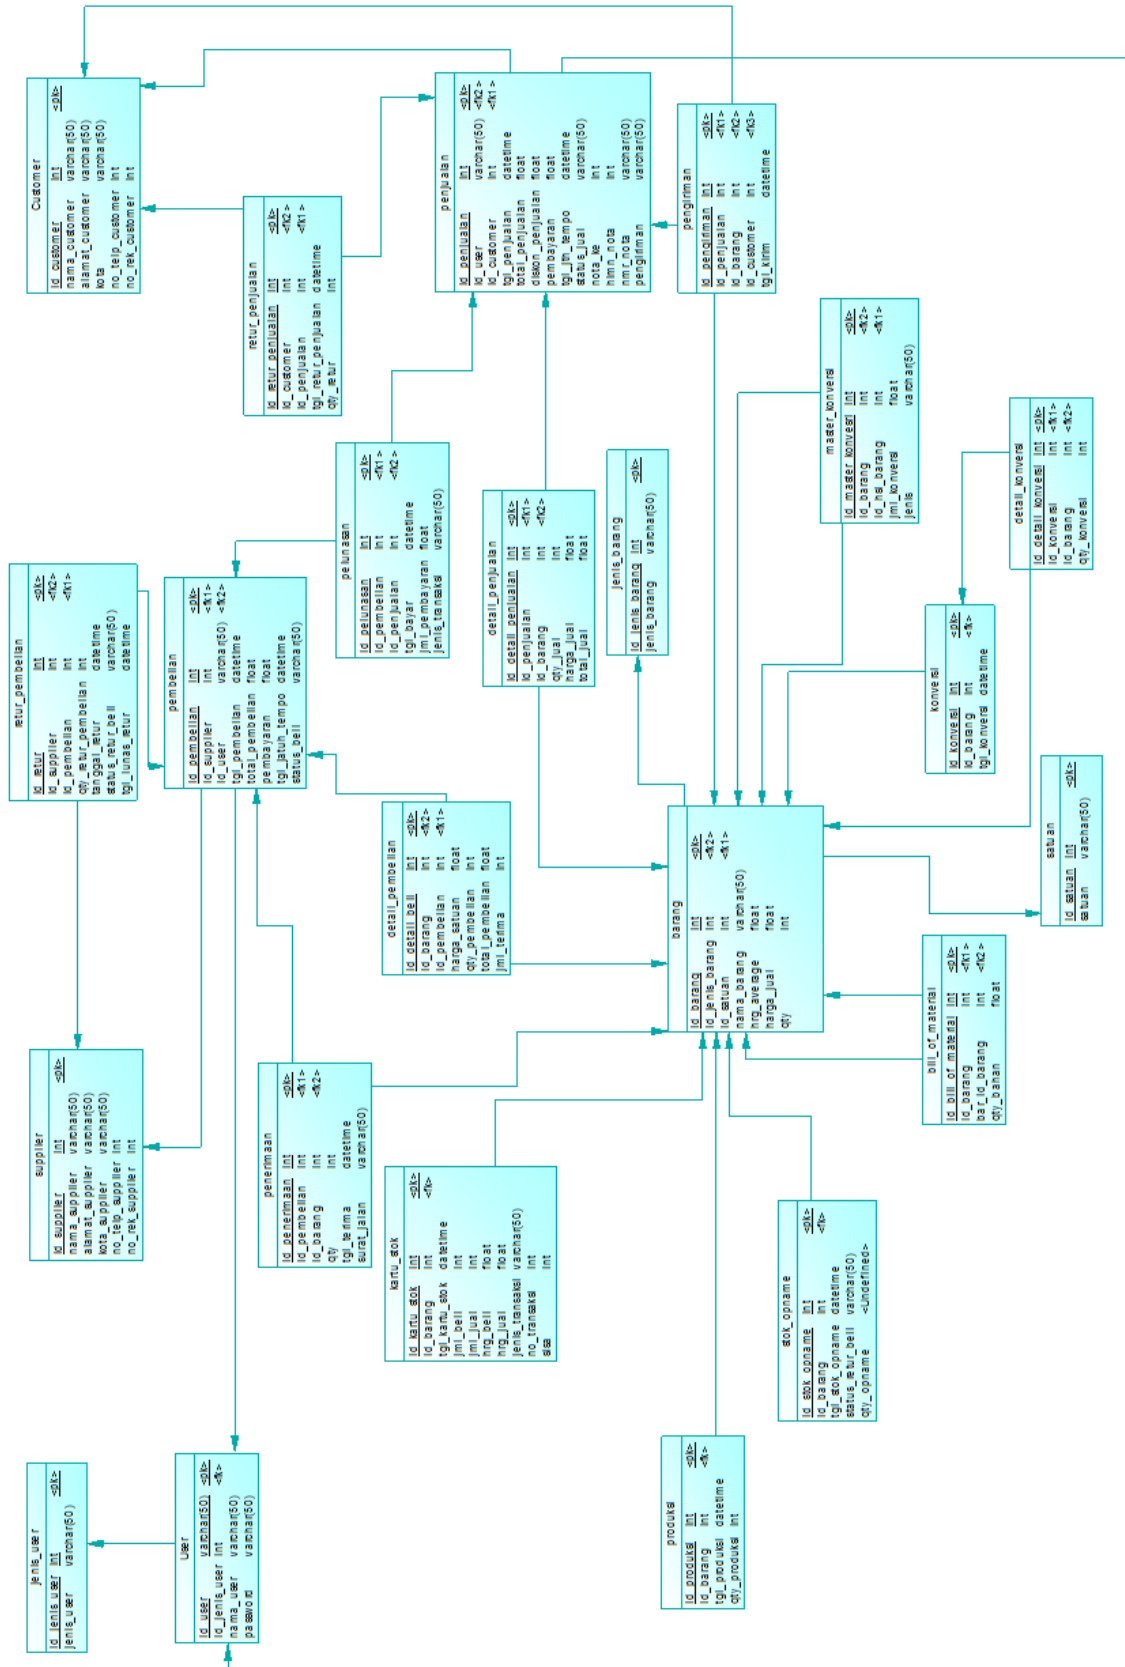 Customer
id_customer int <pk>
nama_customer varchar(50)
alamat_customer varchar(50)
kota varchar(50)
no_telp_customer int
no_rek_customer int
retur_penjualan
id_retur_penjualan int <pk>
id_customer int <fk2>
id_penjualan int <fk1>
tgl_retur_penjualan datetime
qty_retur int
penjualan
id_penjualan int <pk>
id_user varchar(50) <fk2>
id_customer int <fk1>
tgl_penjualan datetime
total_penjualan float
diskon_penjualan float
pembayaran float
tgl_jth_tempo datetime
status_jual varchar(50)
nota_ke int
hlmn_nota int
nmr_nota varchar(50)
pengiriman varchar(50)
pengiriman
id_pengiriman int <pk>
id_penjualan int <fk1>
id_barang int <fk2>
id_customer int <fk3>
tgl_kirim datetime
retur_pembelian
id_retur int <pk>
id_supplier int <fk2>
id_pembelian int <fk1>
qty_retur_pembelian int
tanggal_retur datetime
status_retur_beli varchar(50)
tgl_lunas_retur datetime
pembelian
id_pembelian int <pk>
id_supplier int <fk1>
id_user varchar(50) <fk2>
tgl_pembelian datetime
total_pembelian float
pembayaran float
tgl_jatuh_tempo datetime
status_beli varchar(50)
pelunasan
id_pelunasan int <pk>
id_pembelian int <fk1>
id_penjualan int <fk2>
tgl_bayar datetime
jml_pembayaran float
jenis_transaksi varchar(50)
detail_penjualan
id_detail_penjualan int <pk>
id_penjualan int <fk1>
id_barang int <fk2>
qty_jual int
harga_jual float
total_jual float
jenis_barang
id_jenis_barang int <pk>
jenis_barang varchar(50)
master_konversi
id_master_konvesri int <pk>
id_barang int <fk2>
id_hsl_barang int <fk1>
jml_konversi float
jenis varchar(50)
detail_konversi
id_detail_konversi int <pk>
id_konversi int <fk1>
id_barang int <fk2>
qty_konversi int
konversi
id_konversi int <pk>
id_barang int <fk>
tgl_konversi datetime
satuan
id_satuan int <pk>
satuan varchar(50)
detail_pembelian
id_detail_beli int <pk>
id_barang int <fk2>
id_pembelian int <fk1>
harga_satuan float
qty_pembelian int
total_pembelian float
jml_terima int
barang
id_barang int <pk>
id_jenis_barang int <fk2>
id_satuan int <fk1>
nama_barang varchar(50)
hrg_average float
harga_jual float
qty int
bill_of_material
id_bill_of_material int <pk>
id_barang int <fk1>
bar_id_barang int <fk2>
qty_bahan float
supplier
id_supplier int <pk>
nama_supplier varchar(50)
alamat_supplier varchar(50)
kota_supplier varchar(50)
no_telp_supplier int
no_rek_supplier int
penerimaan
id_penerimaan int <pk>
id_pembelian int <fk1>
id_barang int <fk2>
qty int
tgl_terima datetime
surat_jalan varchar(50)
kartu_stok
id_kartu_stok int <pk>
id_barang int <fk>
tgl_kartu_stok datetime
jml_beli int
jml_jual int
hrg_beli float
hrg_jual float
jenis_transaksi varchar(50)
no_transaksi int
sisa int
stok_opname
id_stok_opname int <pk>
id_barang int <fk>
tgl_stok_opname datetime
status_retur_beli varchar(50)
qty_opname <Undefined>
produksi
id_produksi int <pk>
id_barang int <fk>
tgl_produksi datetime
qty_produksi int
jenis_user
id_jenis_user int <pk>
jenis_user varchar(50)
User
id_user varchar(50) <pk>
id_jenis_user int <fk>
nama_user varchar(50)
password varchar(50)